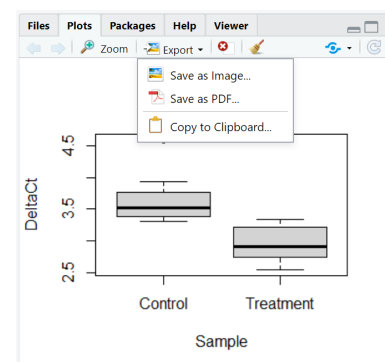 Files Plots Packages Help Viewer
Zoom Export
Save as Image...
Save as PDF...
Copy to Clipboard...
4.5
3.5
2.5
DeltaCt
Control Treatment
Sample